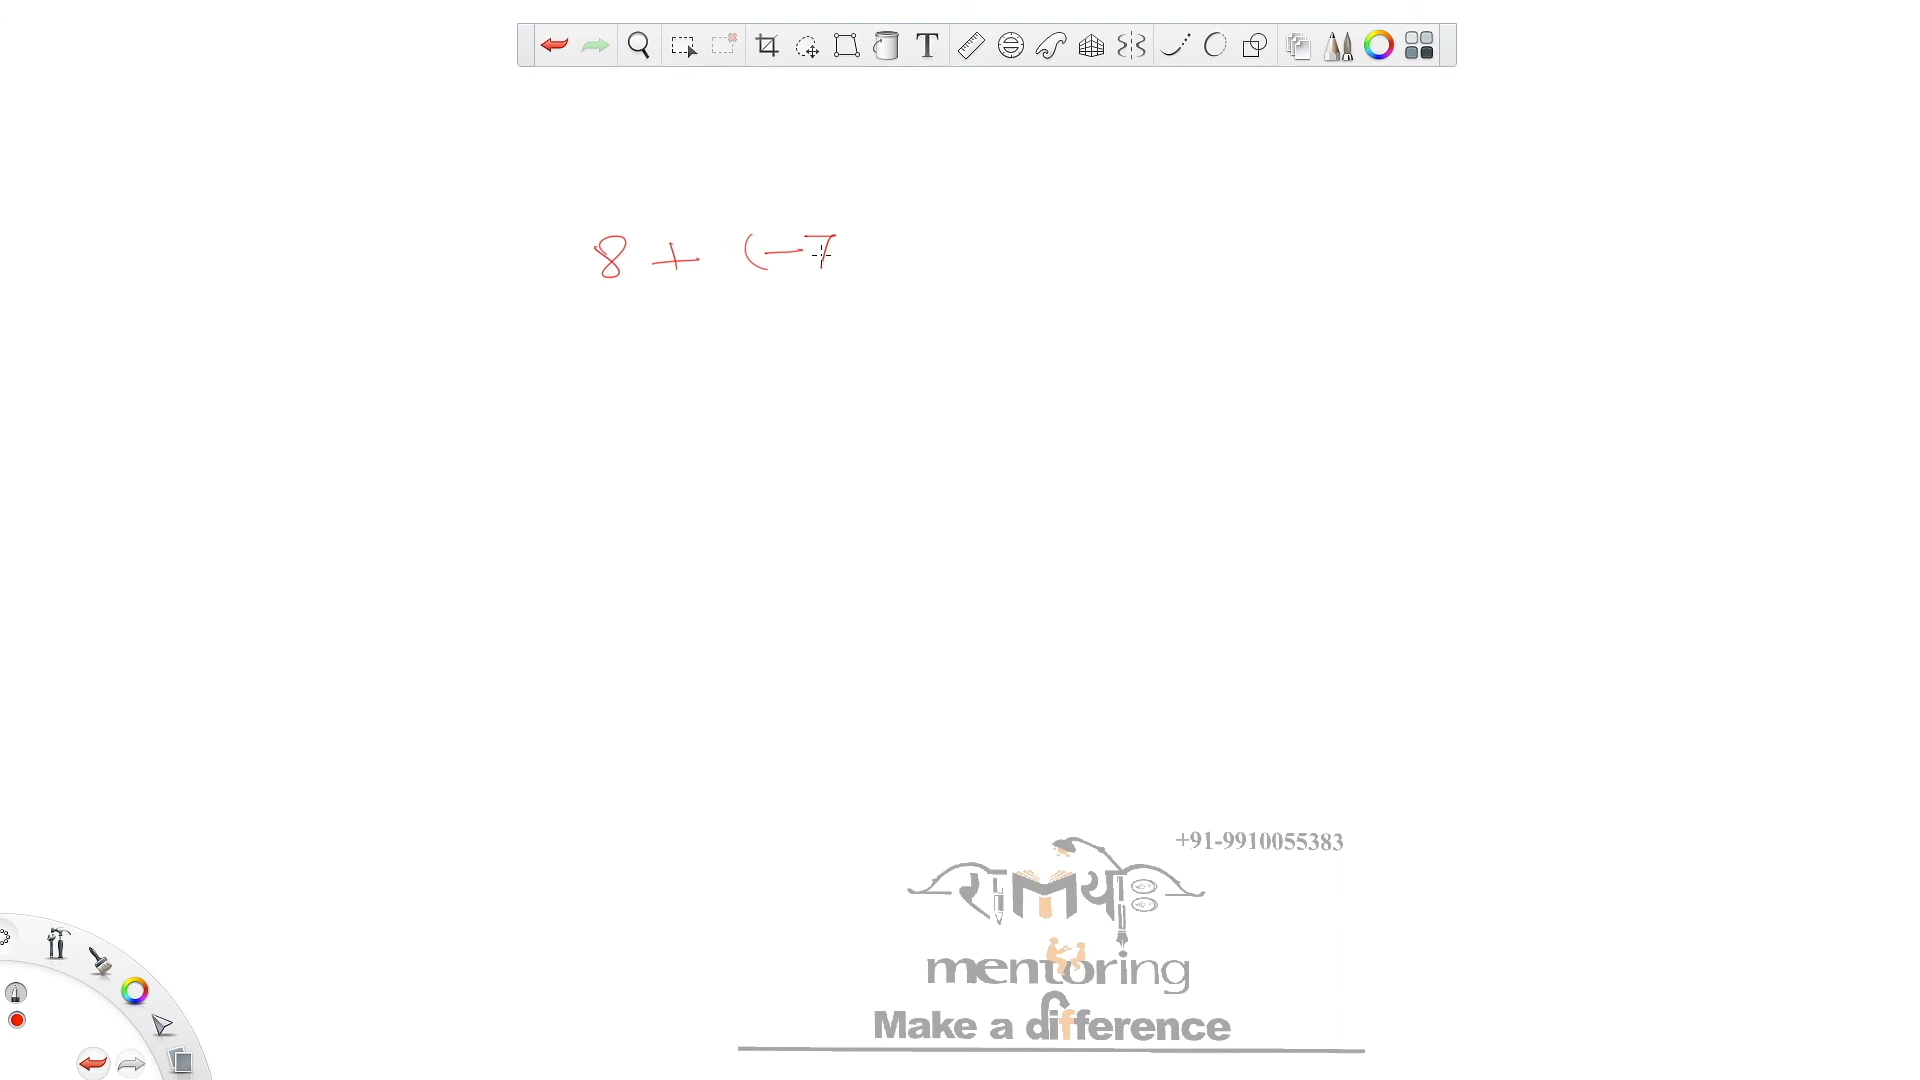 T
8 + (-7
+91-9910055383
रामया
mentoring
Make a difference